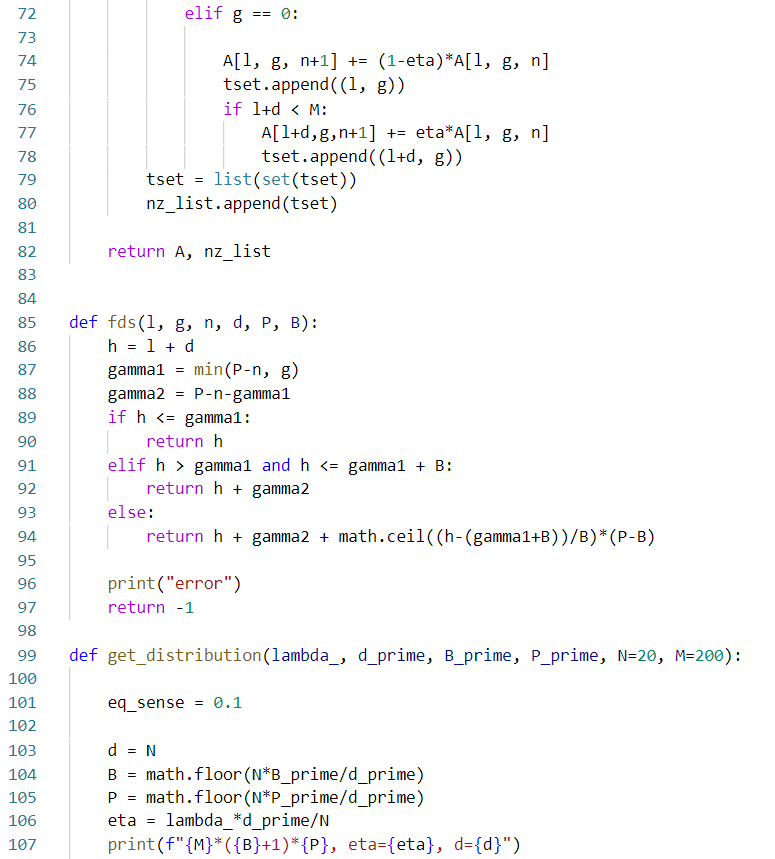 72                elif g == 0:
73
74                    A[l, g, n+1] += (1-eta)*A[l, g, n]
75                    tset.append((l, g))
76                    if l+d < M:
77                        A[l+d,g,n+1] += eta*A[l, g, n]
78                        tset.append((l+d, g))
79            tset = list(set(tset))
80            nz_list.append(tset)
81
82        return A, nz_list
83
84
85    def fds(l, g, n, d, P, B):
86        h = l + d
87        gamma1 = min(P-n, g)
88        gamma2 = P-n-gamma1
89        if h <= gamma1:
90            return h
91        elif h > gamma1 and h <= gamma1 + B:
92            return h + gamma2
93        else:
94            return h + gamma2 + math.ceil((h-(gamma1+B))/B)*(P-B)
95
96        print("error")
97        return -1
98
99    def get_distribution(lambda_, d_prime, B_prime, P_prime, N=20, M=200):
100
101        eq_sense = 0.1
102
103        d = N
104        B = math.floor(N*B_prime/d_prime)
105        P = math.floor(N*P_prime/d_prime)
106        eta = lambda_*d_prime/N
107        print(f"{M}*({B}+1)*{P}, eta={eta}, d={d}")